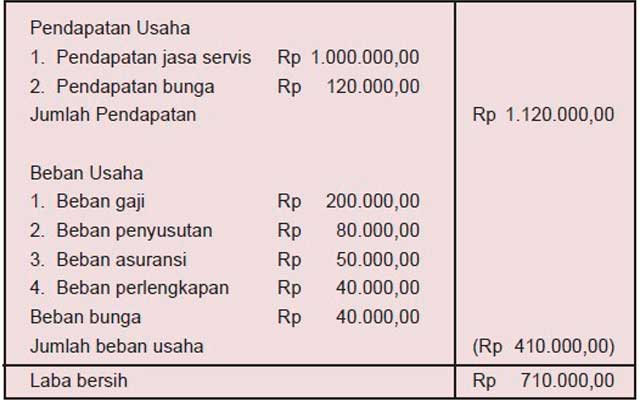 Pendapatan Usaha
1. Pendapatan jasa servis Rp 1.000.000,00
2. Pendapatan bunga Rp 120.000,00
Jumlah Pendapatan Rp 1.120.000,00
Beban Usaha
1. Beban gaji Rp 200.000,00
2. Beban penyusutan Rp 80.000,00
3. Beban asuransi Rp 50.000,00
4. Beban perlengkapan Rp 40.000,00
Beban bunga Rp 40.000,00
Jumlah beban usaha (Rp 410.000,00)
Laba bersih Rp 710.000,00